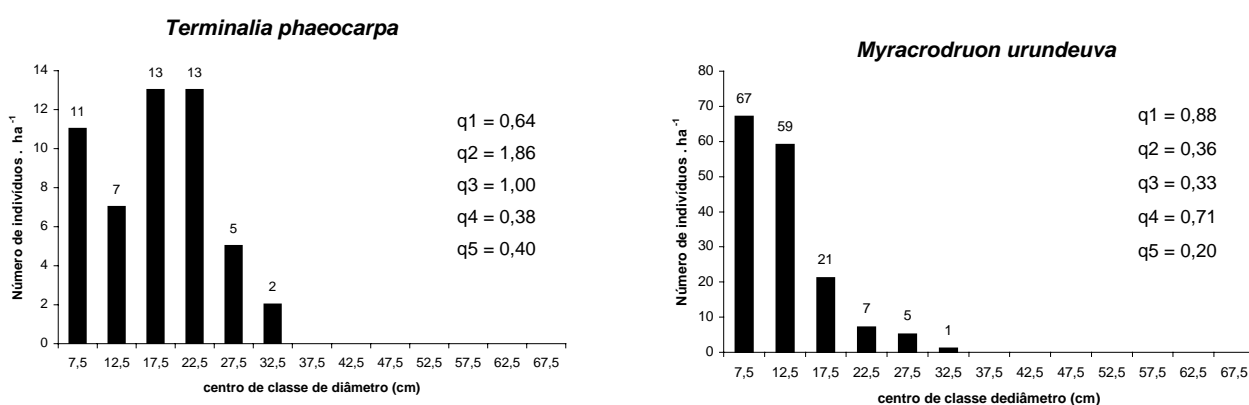 Terminalia phaeocarpa
Número de indivíduos . ha -1
14
12
10
8
6
4
2
0
11
7
13
13
5
2
q1 = 0,64
q2 = 1,86
q3 = 1,00
q4 = 0,38
q5 = 0,40
7,5 12,5 17,5 22,5 27,5 32,5 37,5 42,5 47,5 52,5 57,5 62,5 67,5
centro de classe de diâmetro (cm)
Myracrodruon urundeuva
Número de indivíduos . ha -1
80
70
60
50
40
30
20
10
0
67
59
21
7
5
1
q1 = 0,88
q2 = 0,36
q3 = 0,33
q4 = 0,71
q5 = 0,20
7,5 12,5 17,5 22,5 27,5 32,5 37,5 42,5 47,5 52,5 57,5 62,5 67,5
centro de classe dediâmetro (cm)